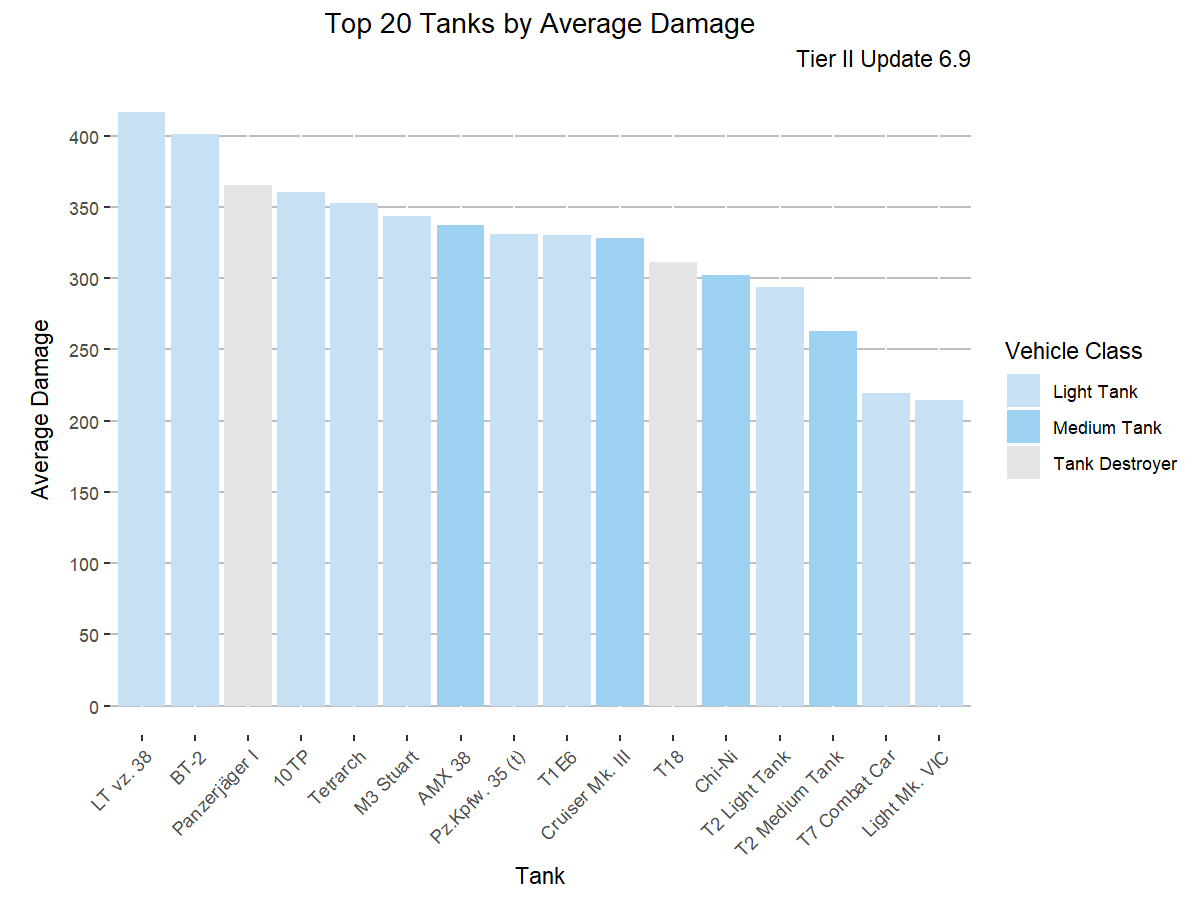 Top 20 Tanks by Average Damage
Tier II Update 6.9
Average Damage
400
350
300
250
200
150
100
50
0
LT vz. 38
BT-2
Panzerjäger I
10TP
Tetrarch
M3 Stuart
AMX 38
Pz.Kpfw. 35 (t)
T1E6
Cruiser Mk. III
T18
Chi-Ni
T2 Light Tank
T2 Medium Tank
T7 Combat Car
Light Mk. VIC
Tank
Vehicle Class
Light Tank
Medium Tank
Tank Destroyer